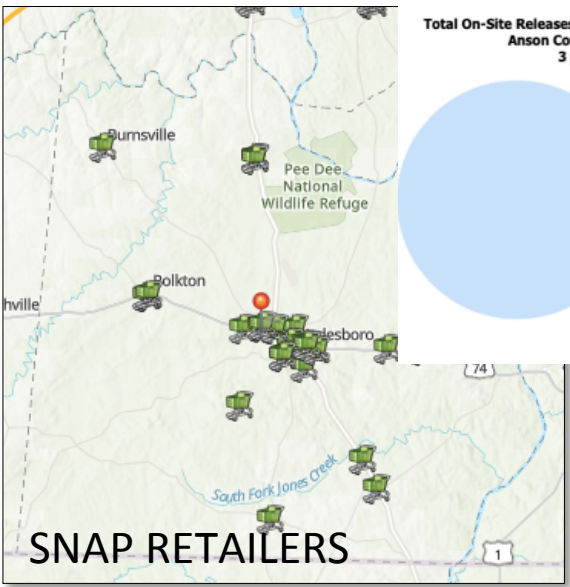 Total On-Site Releases
Anson Co
3
Burnsville
Pee Dee
National
Wildlife Refuge
Polkton
hville
lesboro
74
South Fork Jones Creek
SNAP RETAILERS
1